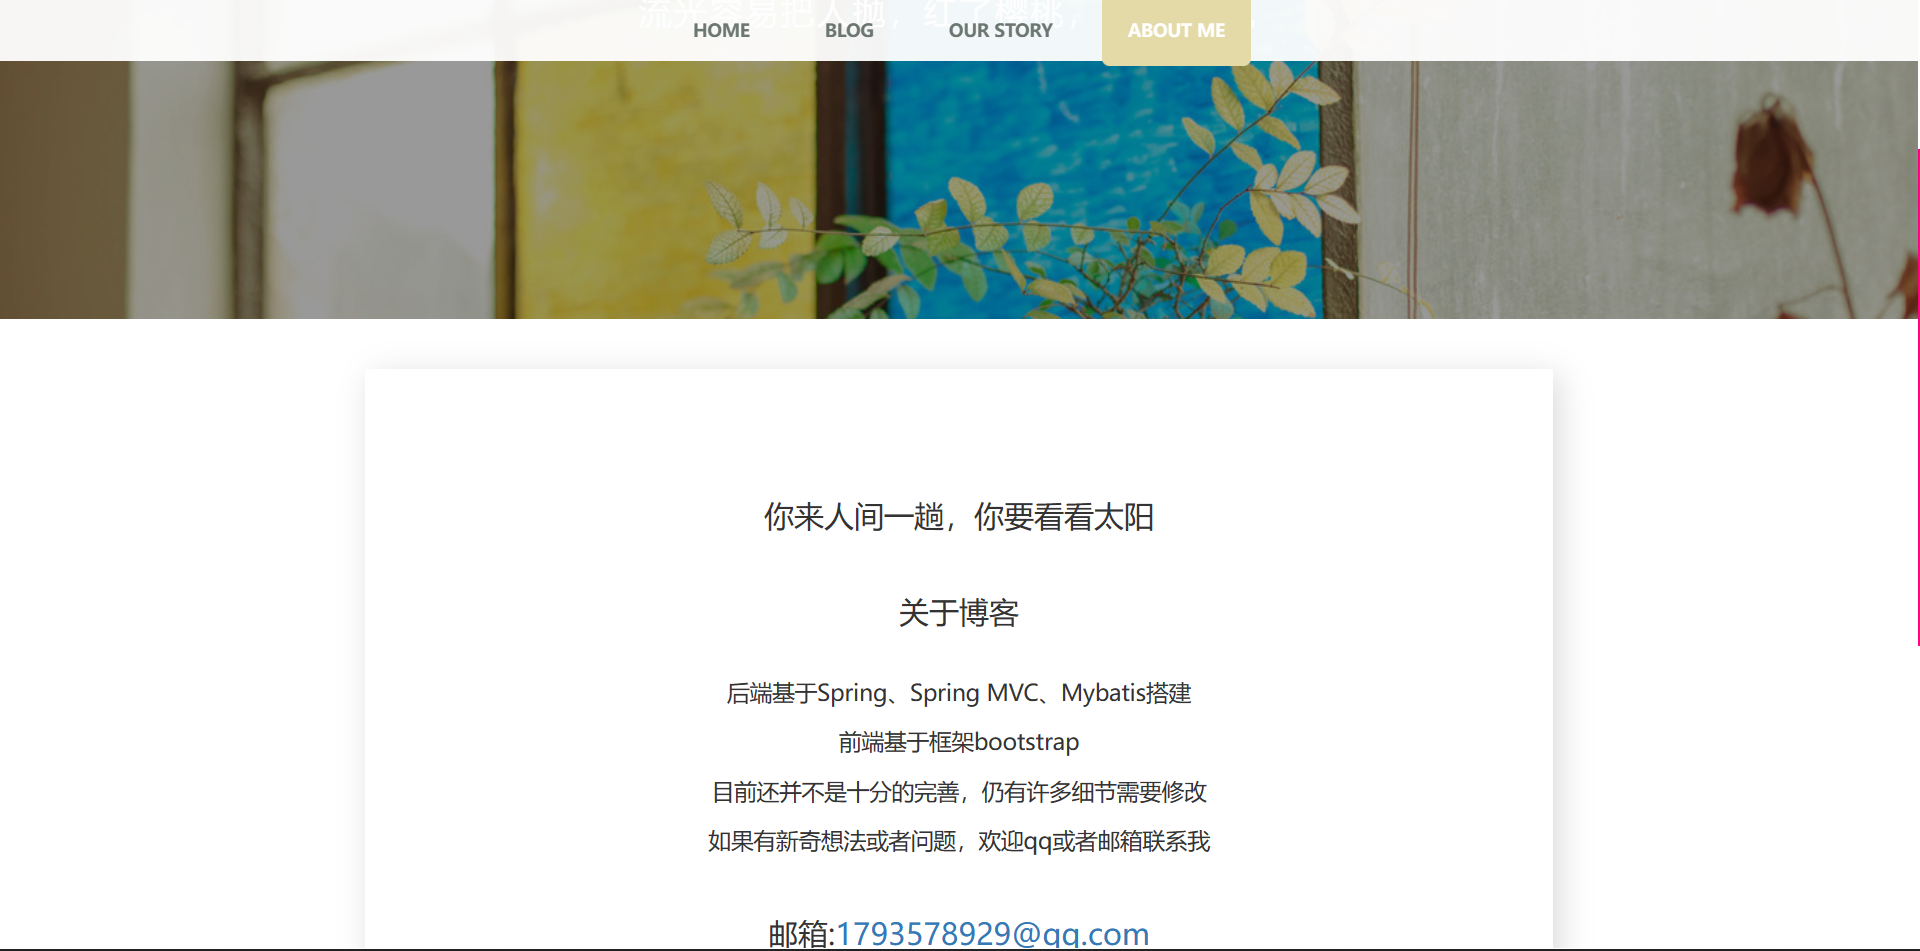 流光容易把人抛，红了樱桃，
HOME BLOG OUR STORY ABOUT ME
你来人间一趟，你要看看太阳
关于博客
后端基于Spring、Spring MVC、Mybatis搭建
前端基于框架bootstrap
目前还并不是十分的完善，仍有许多细节需要修改
如果有新奇想法或者问题，欢迎qq或者邮箱联系我
邮箱:1793578929@qq.com